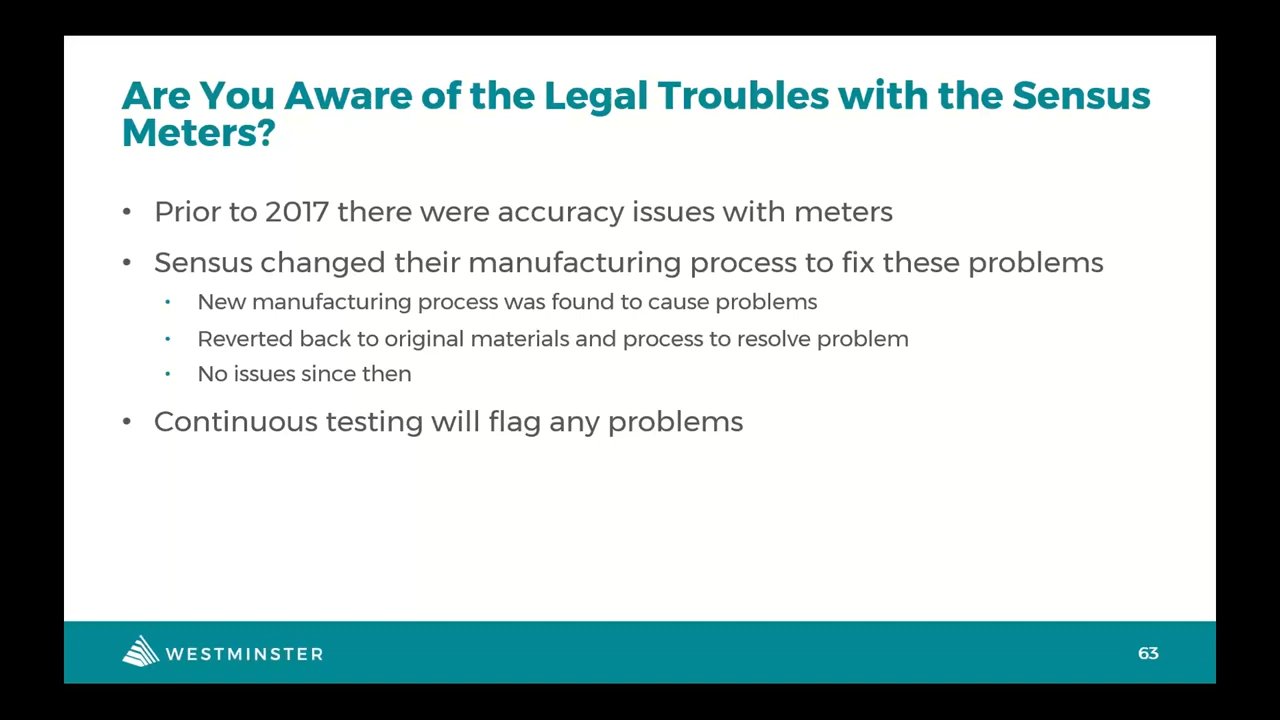 Are You Aware of the Legal Troubles with the Sensus
Meters?
• Prior to 2017 there were accuracy issues with meters
• Sensus changed their manufacturing process to fix these problems
• New manufacturing process was found to cause problems
• Reverted back to original materials and process to resolve problem
• No issues since then
• Continuous testing will flag any problems
WESTMINSTER
63